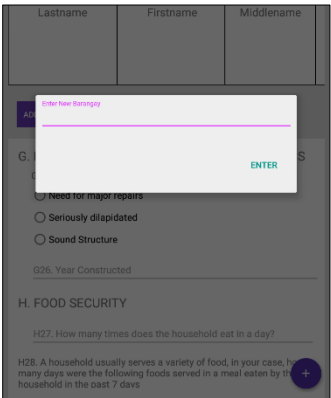 Lastname Firstname Middlename
Enter New Barangay
AD
G.
S
ENTER
Need for major repairs
Seriously dilapidated
Sound Structure
G26. Year Constructed
H. FOOD SECURITY
H27. How many times does the household eat in a day?
H28. A household usually serves a variety of food, in your case, how
many days were the following foods served in a meal eaten by the
household in the past 7 days
+